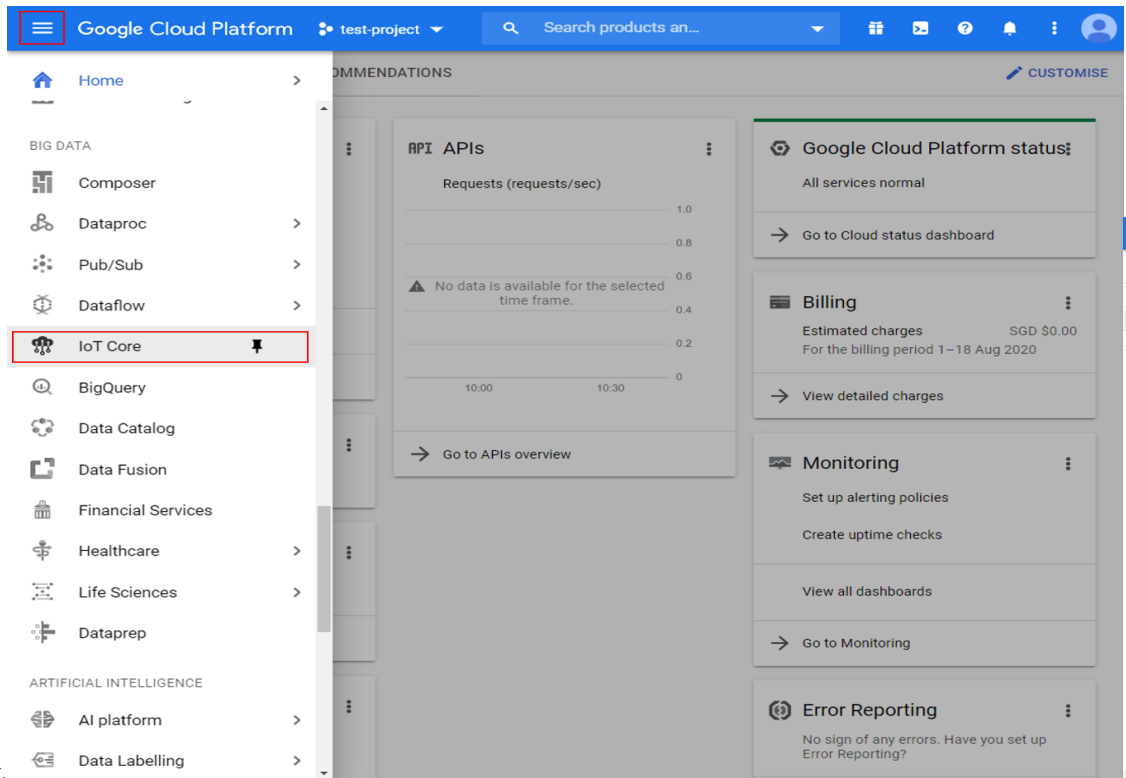 Google Cloud Platform
test-project
Search products an...
Home
OMMENDATIONS
CUSTOMISE
BIG DATA
Composer
Dataproc
Pub/Sub
Dataflow
IoT Core
BigQuery
Data Catalog
Data Fusion
Financial Services
Healthcare
Life Sciences
Dataprep
ARTIFICIAL INTELLIGENCE
AI platform
Data Labelling
API APIs
Requests (requests/sec)
1.0
0.8
0.6
No data is available for the selected
time frame.
0.4
0.2
0
10:00 10:30
Go to APIs overview
Google Cloud Platform status
All services normal
Go to Cloud status dashboard
Billing
Estimated charges SGD $0.00
For the billing period 1–18 Aug 2020
View detailed charges
Monitoring
Set up alerting policies
Create uptime checks
View all dashboards
Go to Monitoring
Error Reporting
No sign of any errors. Have you set up
Error Reporting?